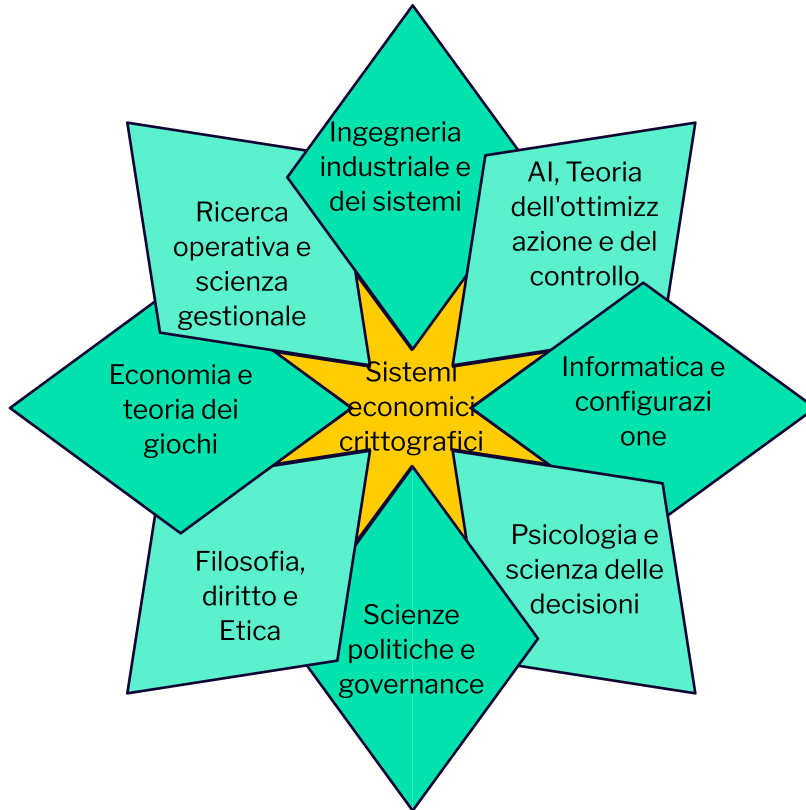 Ingegneria
industriale e
dei sistemi
AI, Teoria
dell'ottimizz
azione e del
controllo
Ricerca
operativa e
scienza
gestionale
Economia e
teoria dei
giochi
Sistemi
economici
crittografici
Informatica e
configurazi
one
Filosofia,
diritto e
Etica
Psicologia e
scienza delle
decisioni
Scienze
politiche e
governance